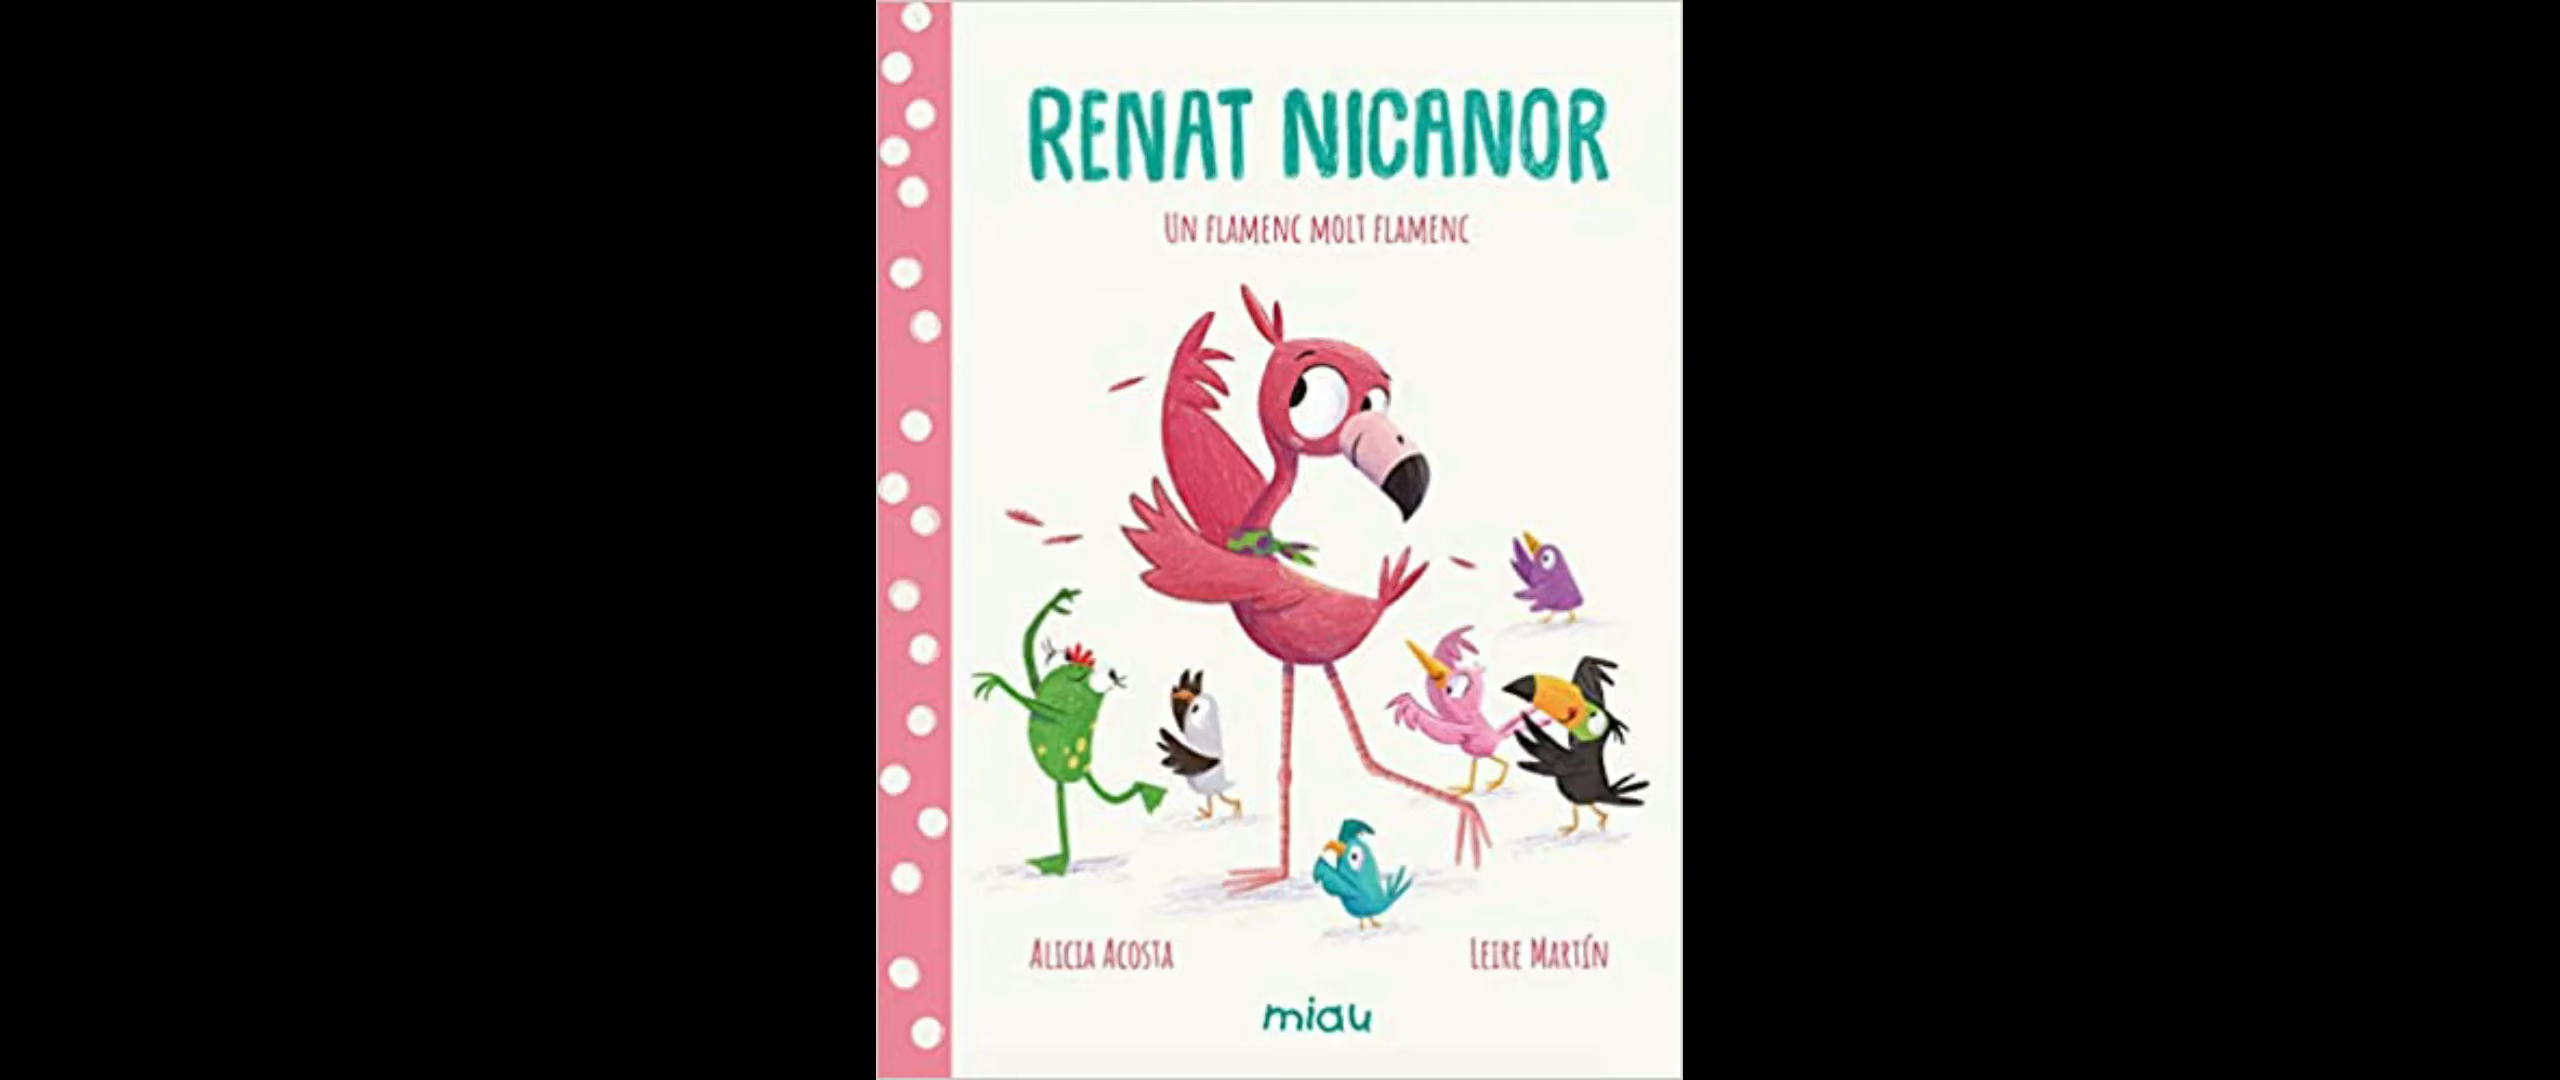 RENAT NICANOR
UN FLAMENC MOLT FLAMENC
ALICIA ACOSTA
LEIRE MARTÍN
miau